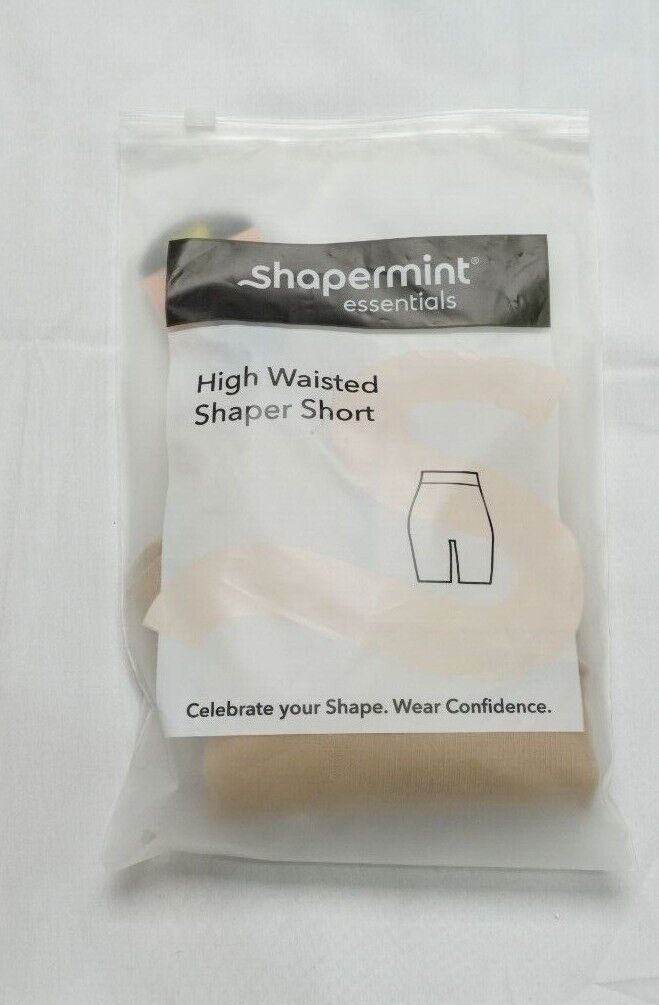 shapermint®
essentials
High Waisted
Shaper Short
Celebrate your Shape. Wear Confidence.